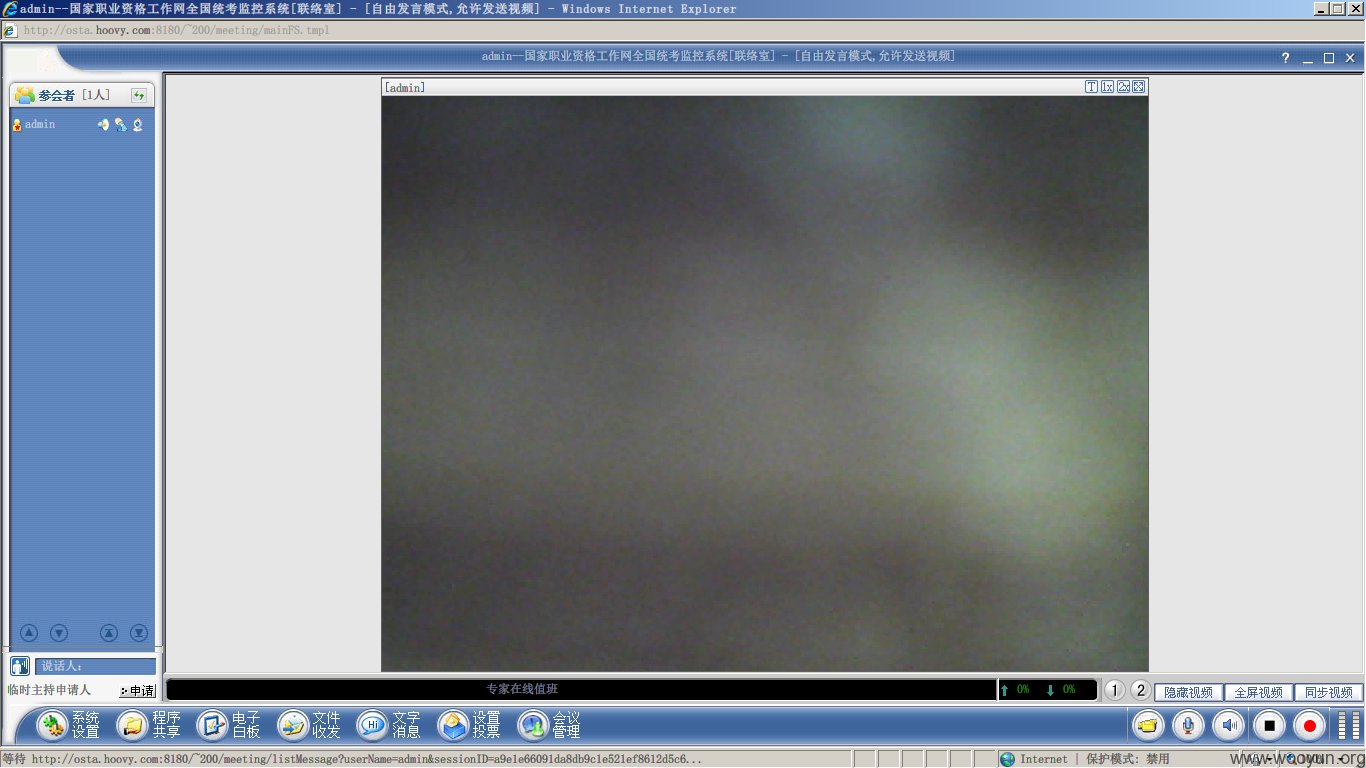 admin--国家职业资格工作网全国统考监控系统[联络室] - [自由发言模式,允许发送视频] - Windows Internet Explorer
http://osta.hoovy.com:8180/~200/meeting/mainFS.tmpl
admin--国家职业资格工作网全国统考监控系统[联络室] - [自由发言模式,允许发送视频]
参会者 [1人]
[admin]
T 1x 2x
admin
说话人:
临时主持申请人 申请
专家在线值班
0% 0%
1 2
隐藏视频 全屏视频 同步视频
系统设置 程序共享 电子白板 文件收发 Hi 文字消息 设置投票 会议管理
等待 http://osta.hoovy.com:8180/~200/meeting/listMessage?userName=admin&sessionID=a9e1e66091da8db9c1e521ef8612d5c6...
Internet | 保护模式: 禁用
www.wooyun.org